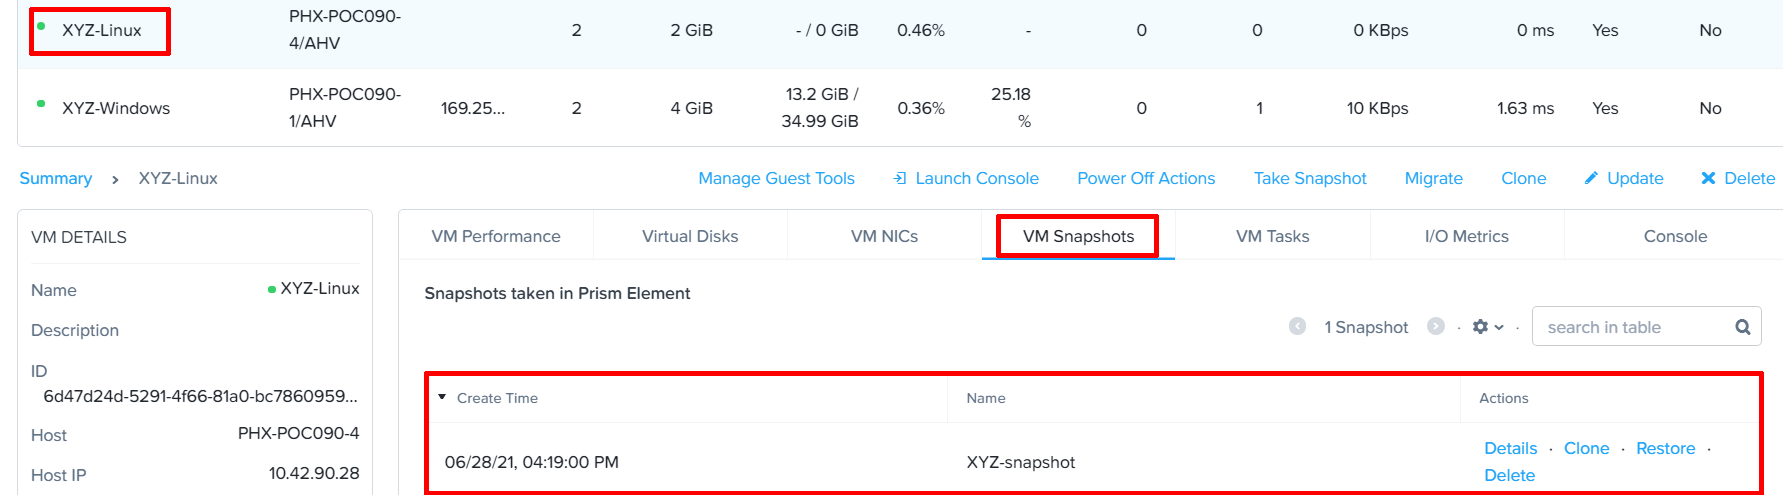 XYZ-Linux PHX-POC090-4/AHV 2 2 GiB - / 0 GiB 0.46% - 0 0 0 KBps 0 ms Yes No
XYZ-Windows PHX-POC090-1/AHV 169.25... 2 4 GiB 13.2 GiB / 34.99 GiB 0.36% 25.18 % 0 1 10 KBps 1.63 ms Yes No
Summary > XYZ-Linux Manage Guest Tools Launch Console Power Off Actions Take Snapshot Migrate Clone Update Delete
VM DETAILS
Name XYZ-Linux
Description
ID
6d47d24d-5291-4f66-81a0-bc7860959...
Host PHX-POC090-4
Host IP 10.42.90.28
VM Performance Virtual Disks VM NICs VM Snapshots VM Tasks I/O Metrics Console
Snapshots taken in Prism Element
1 Snapshot · · search in table
Create Time Name Actions
06/28/21, 04:19:00 PM XYZ-snapshot Details · Clone · Restore ·
Delete